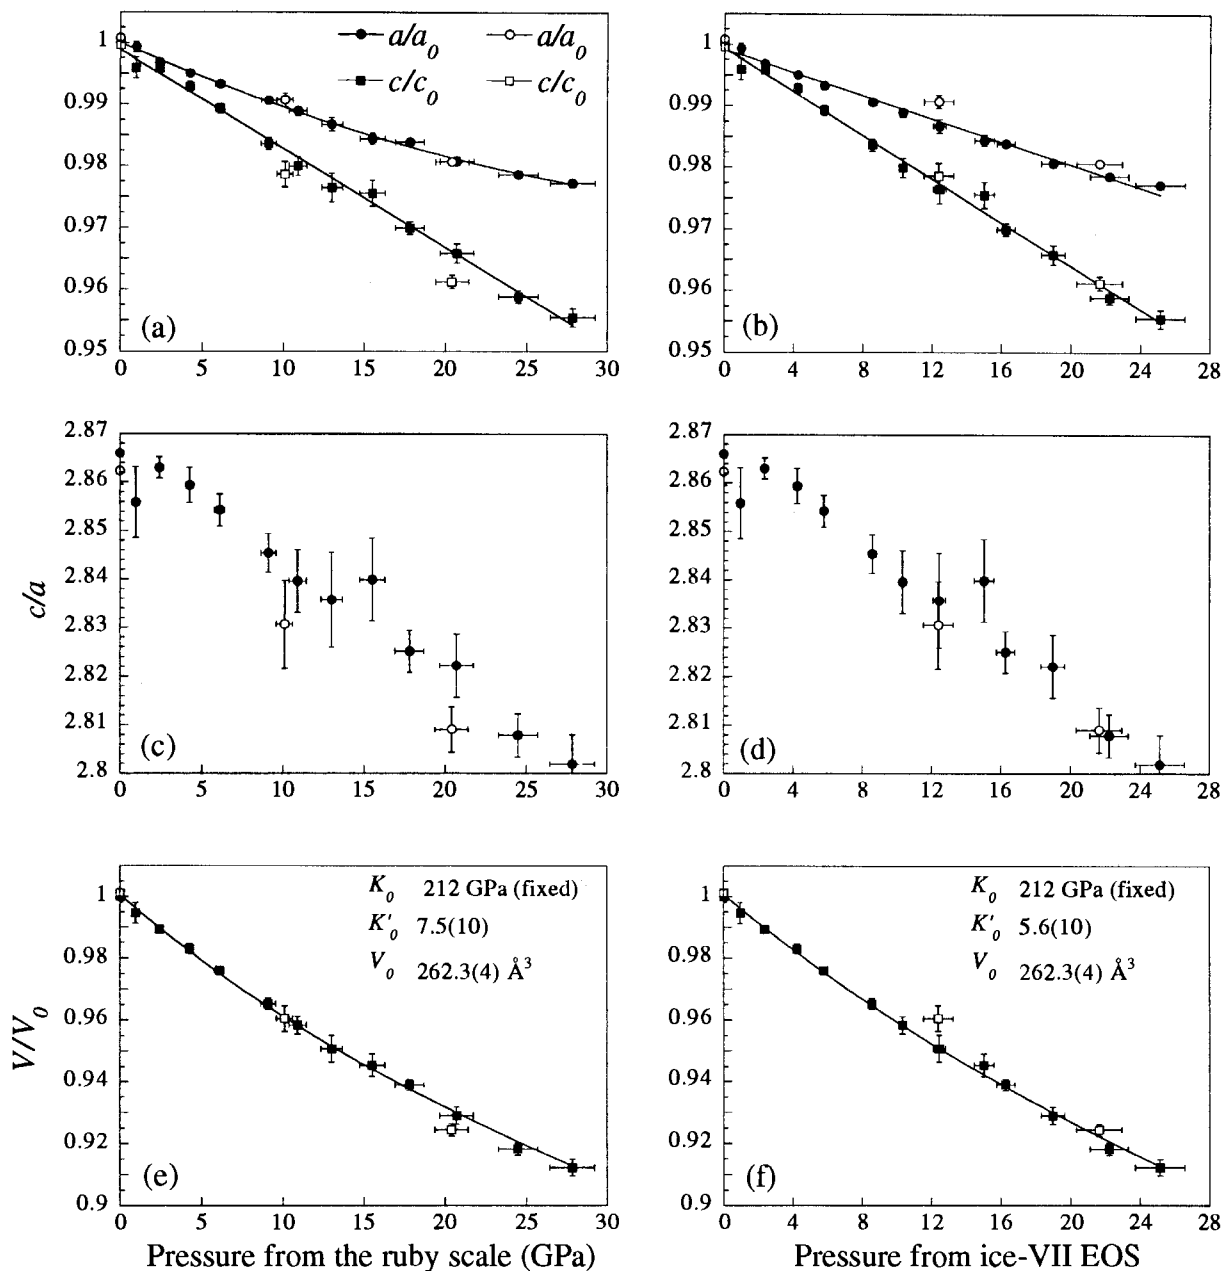 1
0.99
0.98
0.97
0.96
0.95
a/a₀ a/a₀
c/c₀ c/c₀
(a)
0 5 10 15 20 25 30
1
0.99
0.98
0.97
0.96
0.95
(b)
0 4 8 12 16 20 24 28
c/a
2.87
2.86
2.85
2.84
2.83
2.82
2.81
2.8
(c)
0 5 10 15 20 25 30
2.87
2.86
2.85
2.84
2.83
2.82
2.81
2.8
(d)
0 4 8 12 16 20 24 28
V/V₀
1
0.98
0.96
0.94
0.92
0.9
K₀ 212 GPa (fixed)
K'₀ 7.5(10)
V₀ 262.3(4) Å³
(e)
0 5 10 15 20 25 30
Pressure from the ruby scale (GPa)
1
0.98
0.96
0.94
0.92
0.9
K₀ 212 GPa (fixed)
K'₀ 5.6(10)
V₀ 262.3(4) Å³
(f)
0 4 8 12 16 20 24 28
Pressure from ice-VII EOS